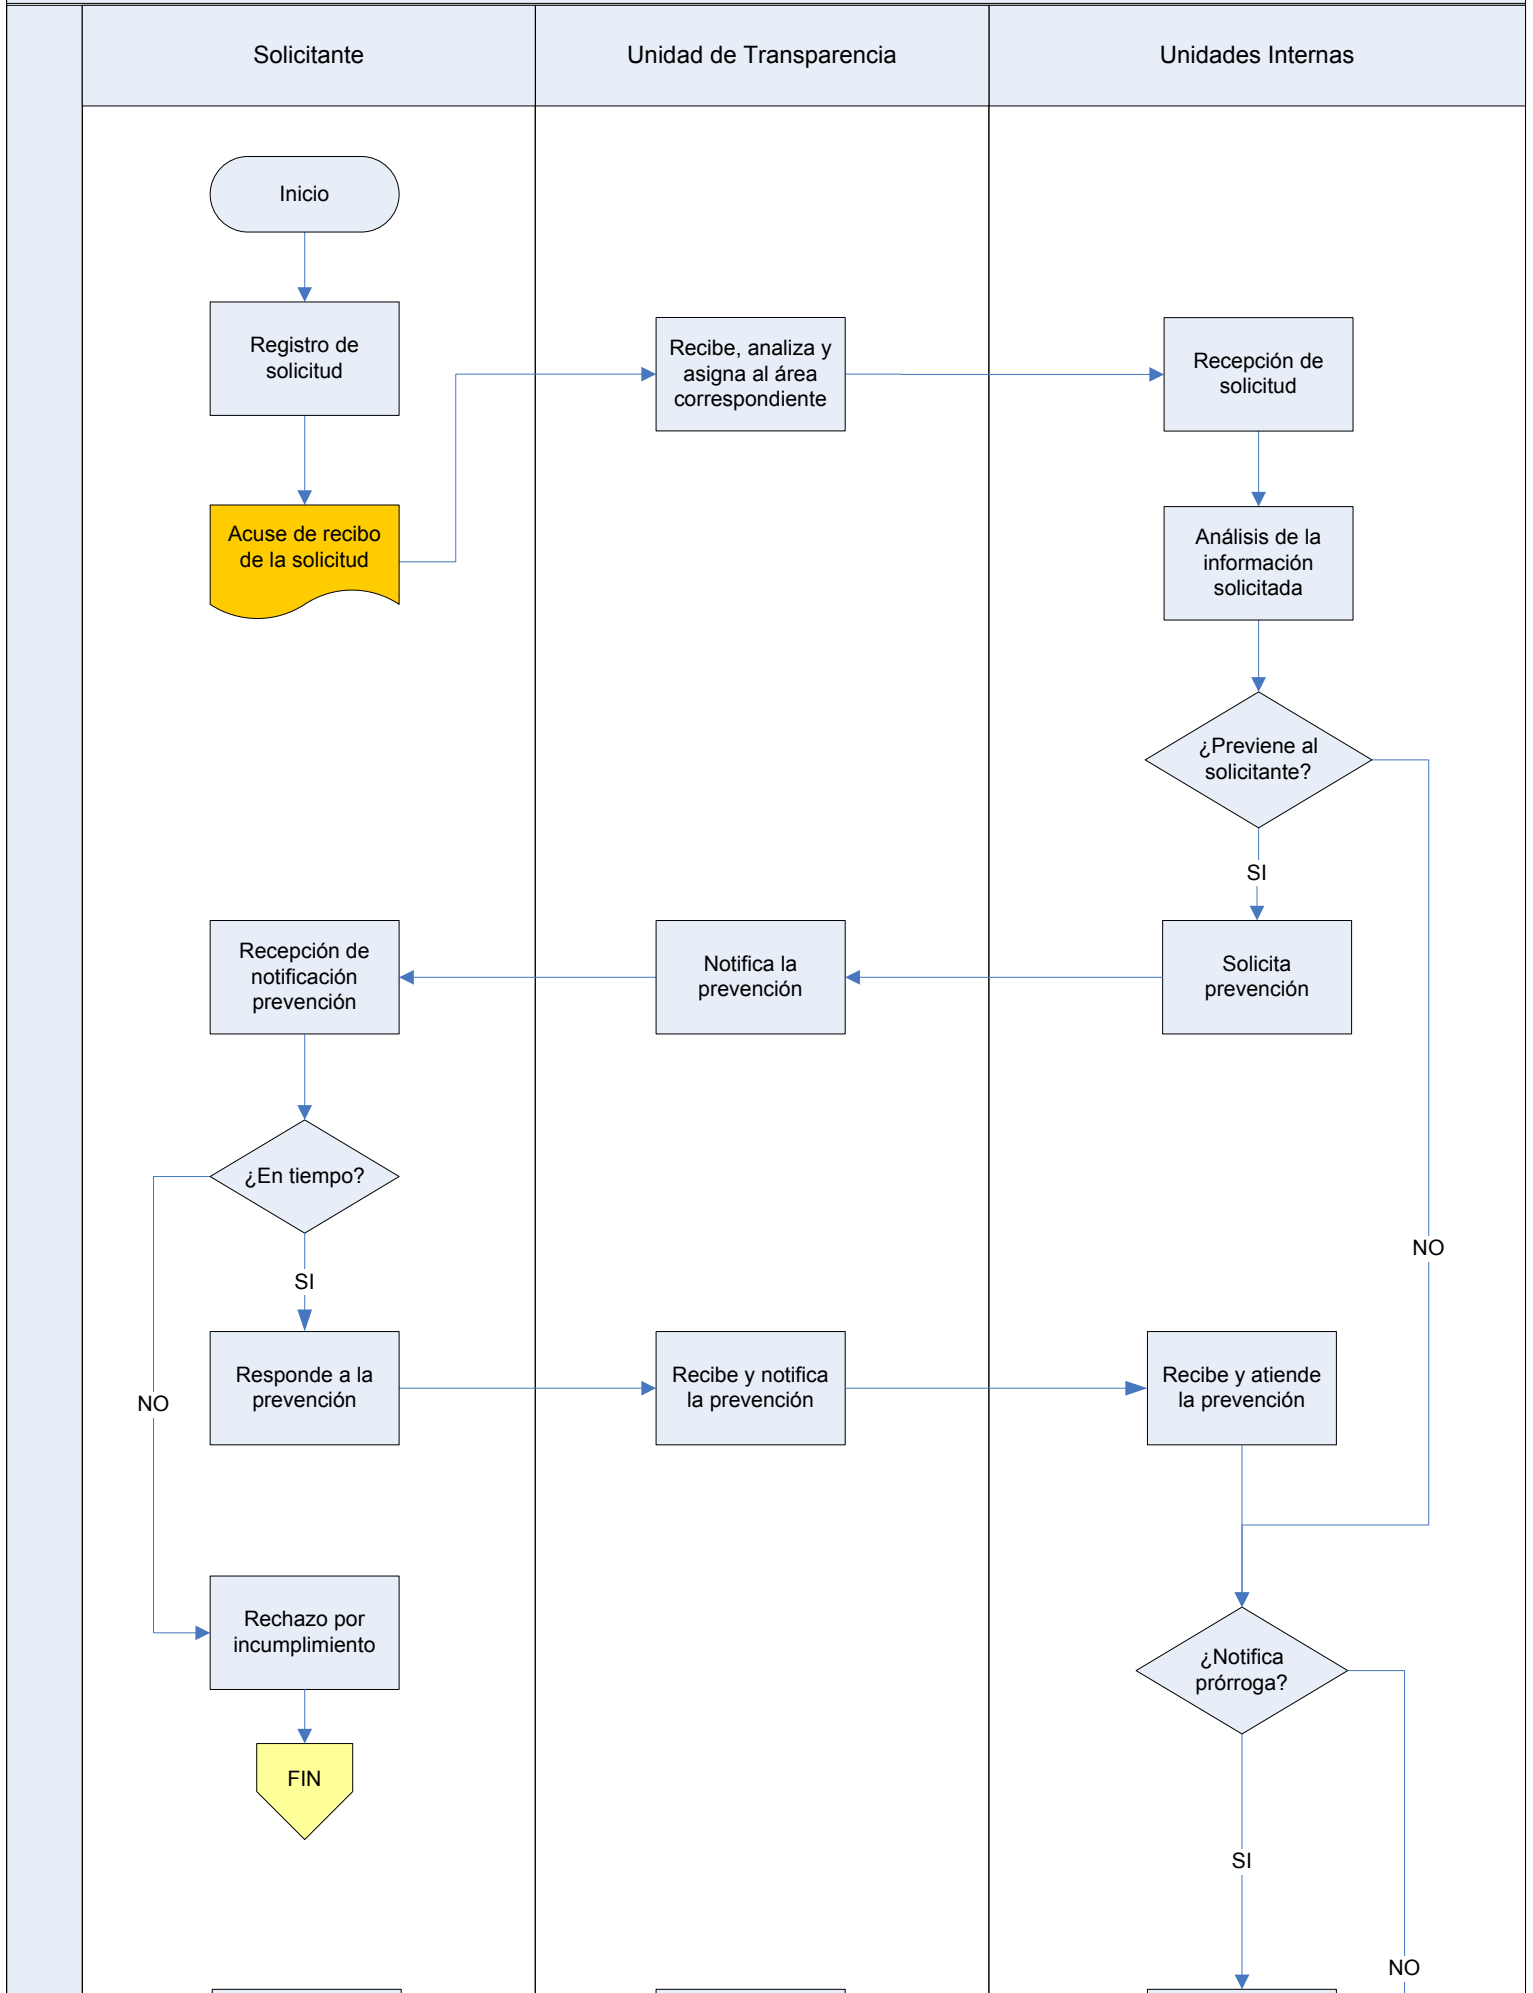 Solicitante
Unidad de Transparencia
Unidades Internas
Inicio
Registro de
solicitud
Recibe, analiza y
asigna al área
correspondiente
Recepción de
solicitud
Acuse de recibo
de la solicitud
Análisis de la
información
solicitada
¿Previene al
solicitante?
SI
Recepción de
notificación
prevención
Notifica la
prevención
Solicita
prevención
¿En tiempo?
SI
NO
Responde a la
prevención
Recibe y notifica
la prevención
Recibe y atiende
la prevención
NO
Rechazo por
incumplimiento
¿Notifica
prórroga?
FIN
SI
NO